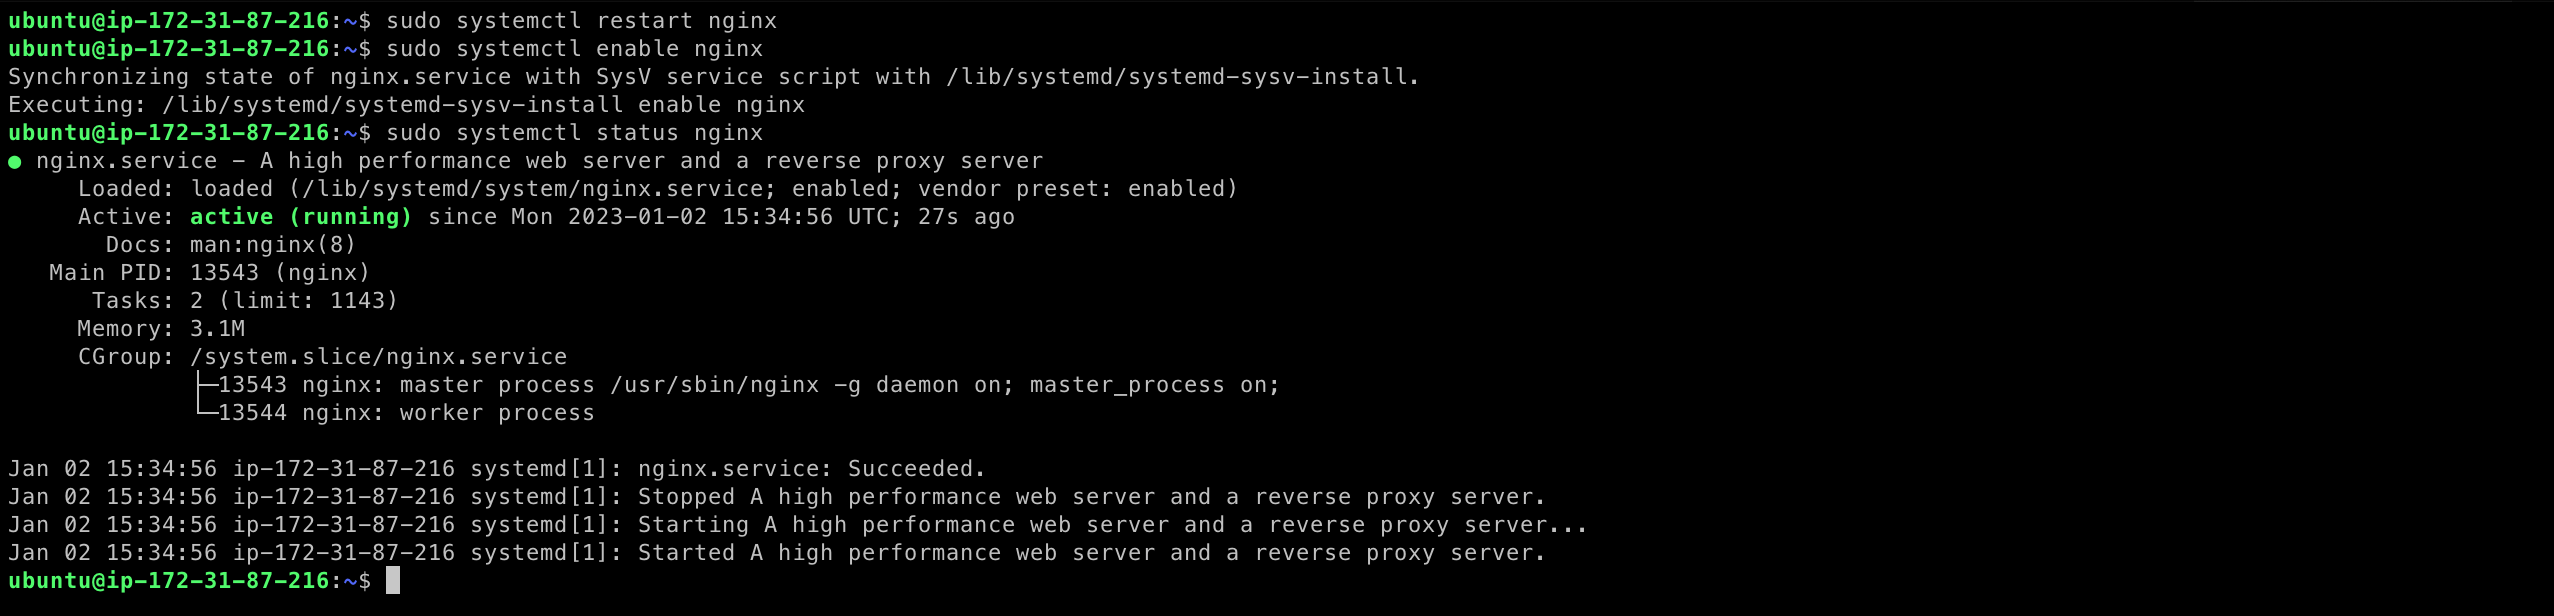 ubuntu@ip-172-31-87-216:~$ sudo systemctl restart nginx
ubuntu@ip-172-31-87-216:~$ sudo systemctl enable nginx
Synchronizing state of nginx.service with SysV service script with /lib/systemd/systemd-sysv-install.
Executing: /lib/systemd/systemd-sysv-install enable nginx
ubuntu@ip-172-31-87-216:~$ sudo systemctl status nginx
● nginx.service - A high performance web server and a reverse proxy server
     Loaded: loaded (/lib/systemd/system/nginx.service; enabled; vendor preset: enabled)
     Active: active (running) since Mon 2023-01-02 15:34:56 UTC; 27s ago
       Docs: man:nginx(8)
   Main PID: 13543 (nginx)
      Tasks: 2 (limit: 1143)
     Memory: 3.1M
     CGroup: /system.slice/nginx.service
             ├─13543 nginx: master process /usr/sbin/nginx -g daemon on; master_process on;
             └─13544 nginx: worker process

Jan 02 15:34:56 ip-172-31-87-216 systemd[1]: nginx.service: Succeeded.
Jan 02 15:34:56 ip-172-31-87-216 systemd[1]: Stopped A high performance web server and a reverse proxy server.
Jan 02 15:34:56 ip-172-31-87-216 systemd[1]: Starting A high performance web server and a reverse proxy server...
Jan 02 15:34:56 ip-172-31-87-216 systemd[1]: Started A high performance web server and a reverse proxy server.
ubuntu@ip-172-31-87-216:~$